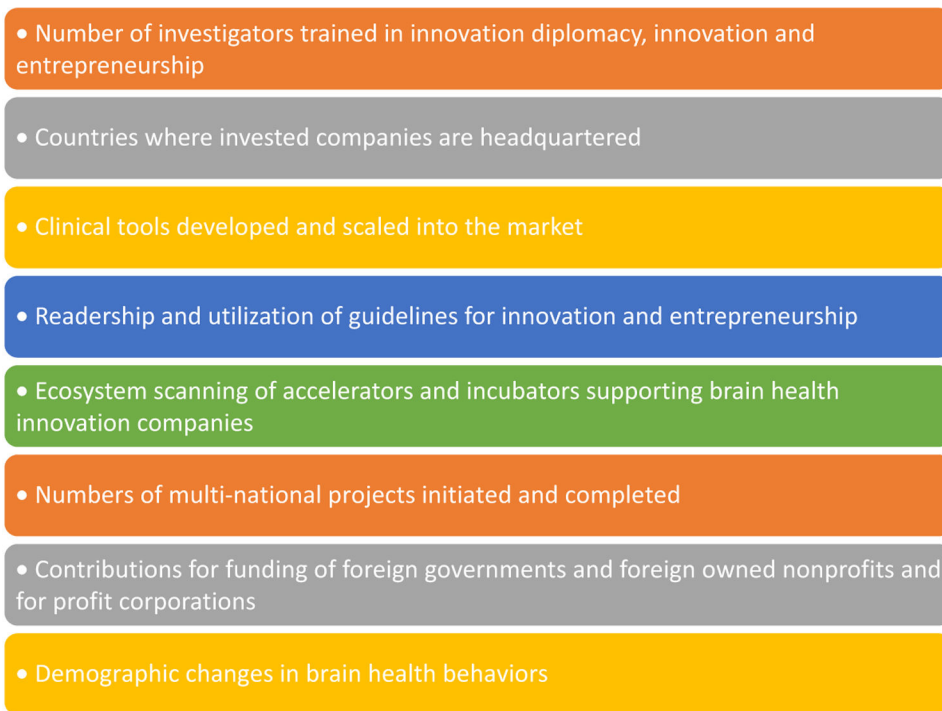 • Number of investigators trained in innovation diplomacy, innovation and
entrepreneurship
• Countries where invested companies are headquartered
• Clinical tools developed and scaled into the market
• Readership and utilization of guidelines for innovation and entrepreneurship
• Ecosystem scanning of accelerators and incubators supporting brain health
innovation companies
• Numbers of multi-national projects initiated and completed
• Contributions for funding of foreign governments and foreign owned nonprofits and
for profit corporations
• Demographic changes in brain health behaviors